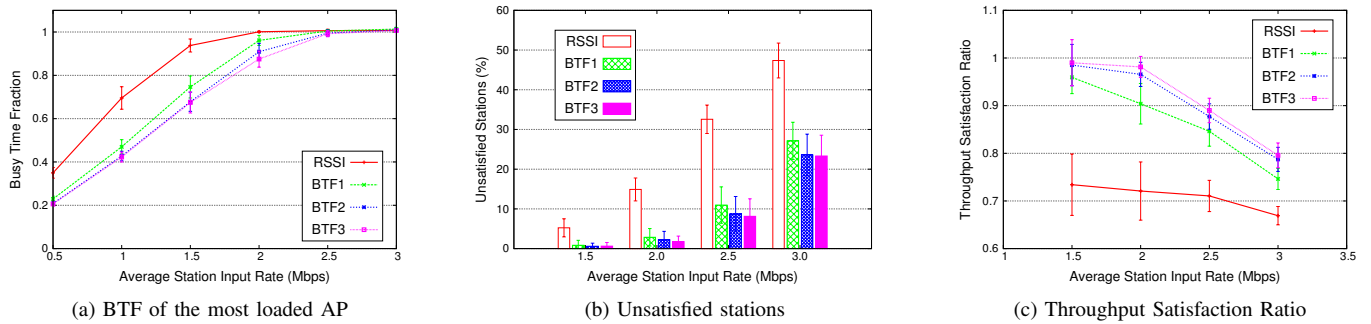 1
0.8
0.6
0.4
0.2
0
0.5
1
1.5
2
2.5
3
Busy Time Fraction
Average Station Input Rate (Mbps)
RSSI
BTF1
BTF2
BTF3
(a) BTF of the most loaded AP
60
50
40
30
20
10
0
1.5
2.0
2.5
3.0
Unsatisfied Stations (%)
Average Station Input Rate (Mbps)
RSSI
BTF1
BTF2
BTF3
(b) Unsatisfied stations
1.1
1
0.9
0.8
0.7
0.6
1
1.5
2
2.5
3
3.5
Throughput Satisfaction Ratio
Average Station Input Rate (Mbps)
RSSI
BTF1
BTF2
BTF3
(c) Throughput Satisfaction Ratio